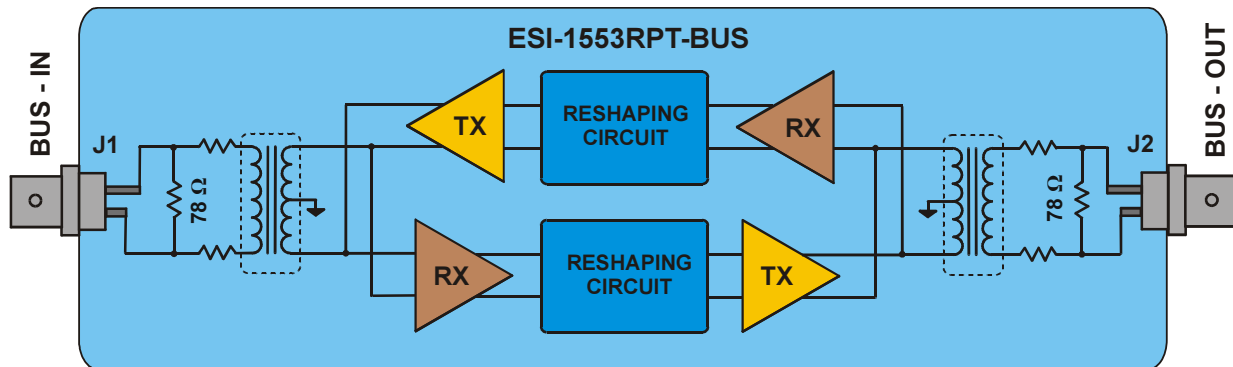 ESI-1553RPT-BUS
BUS - IN
J1
78 Ω
TX
RESHAPING
CIRCUIT
RX
RX
RESHAPING
CIRCUIT
TX
78 Ω
J2
BUS - OUT